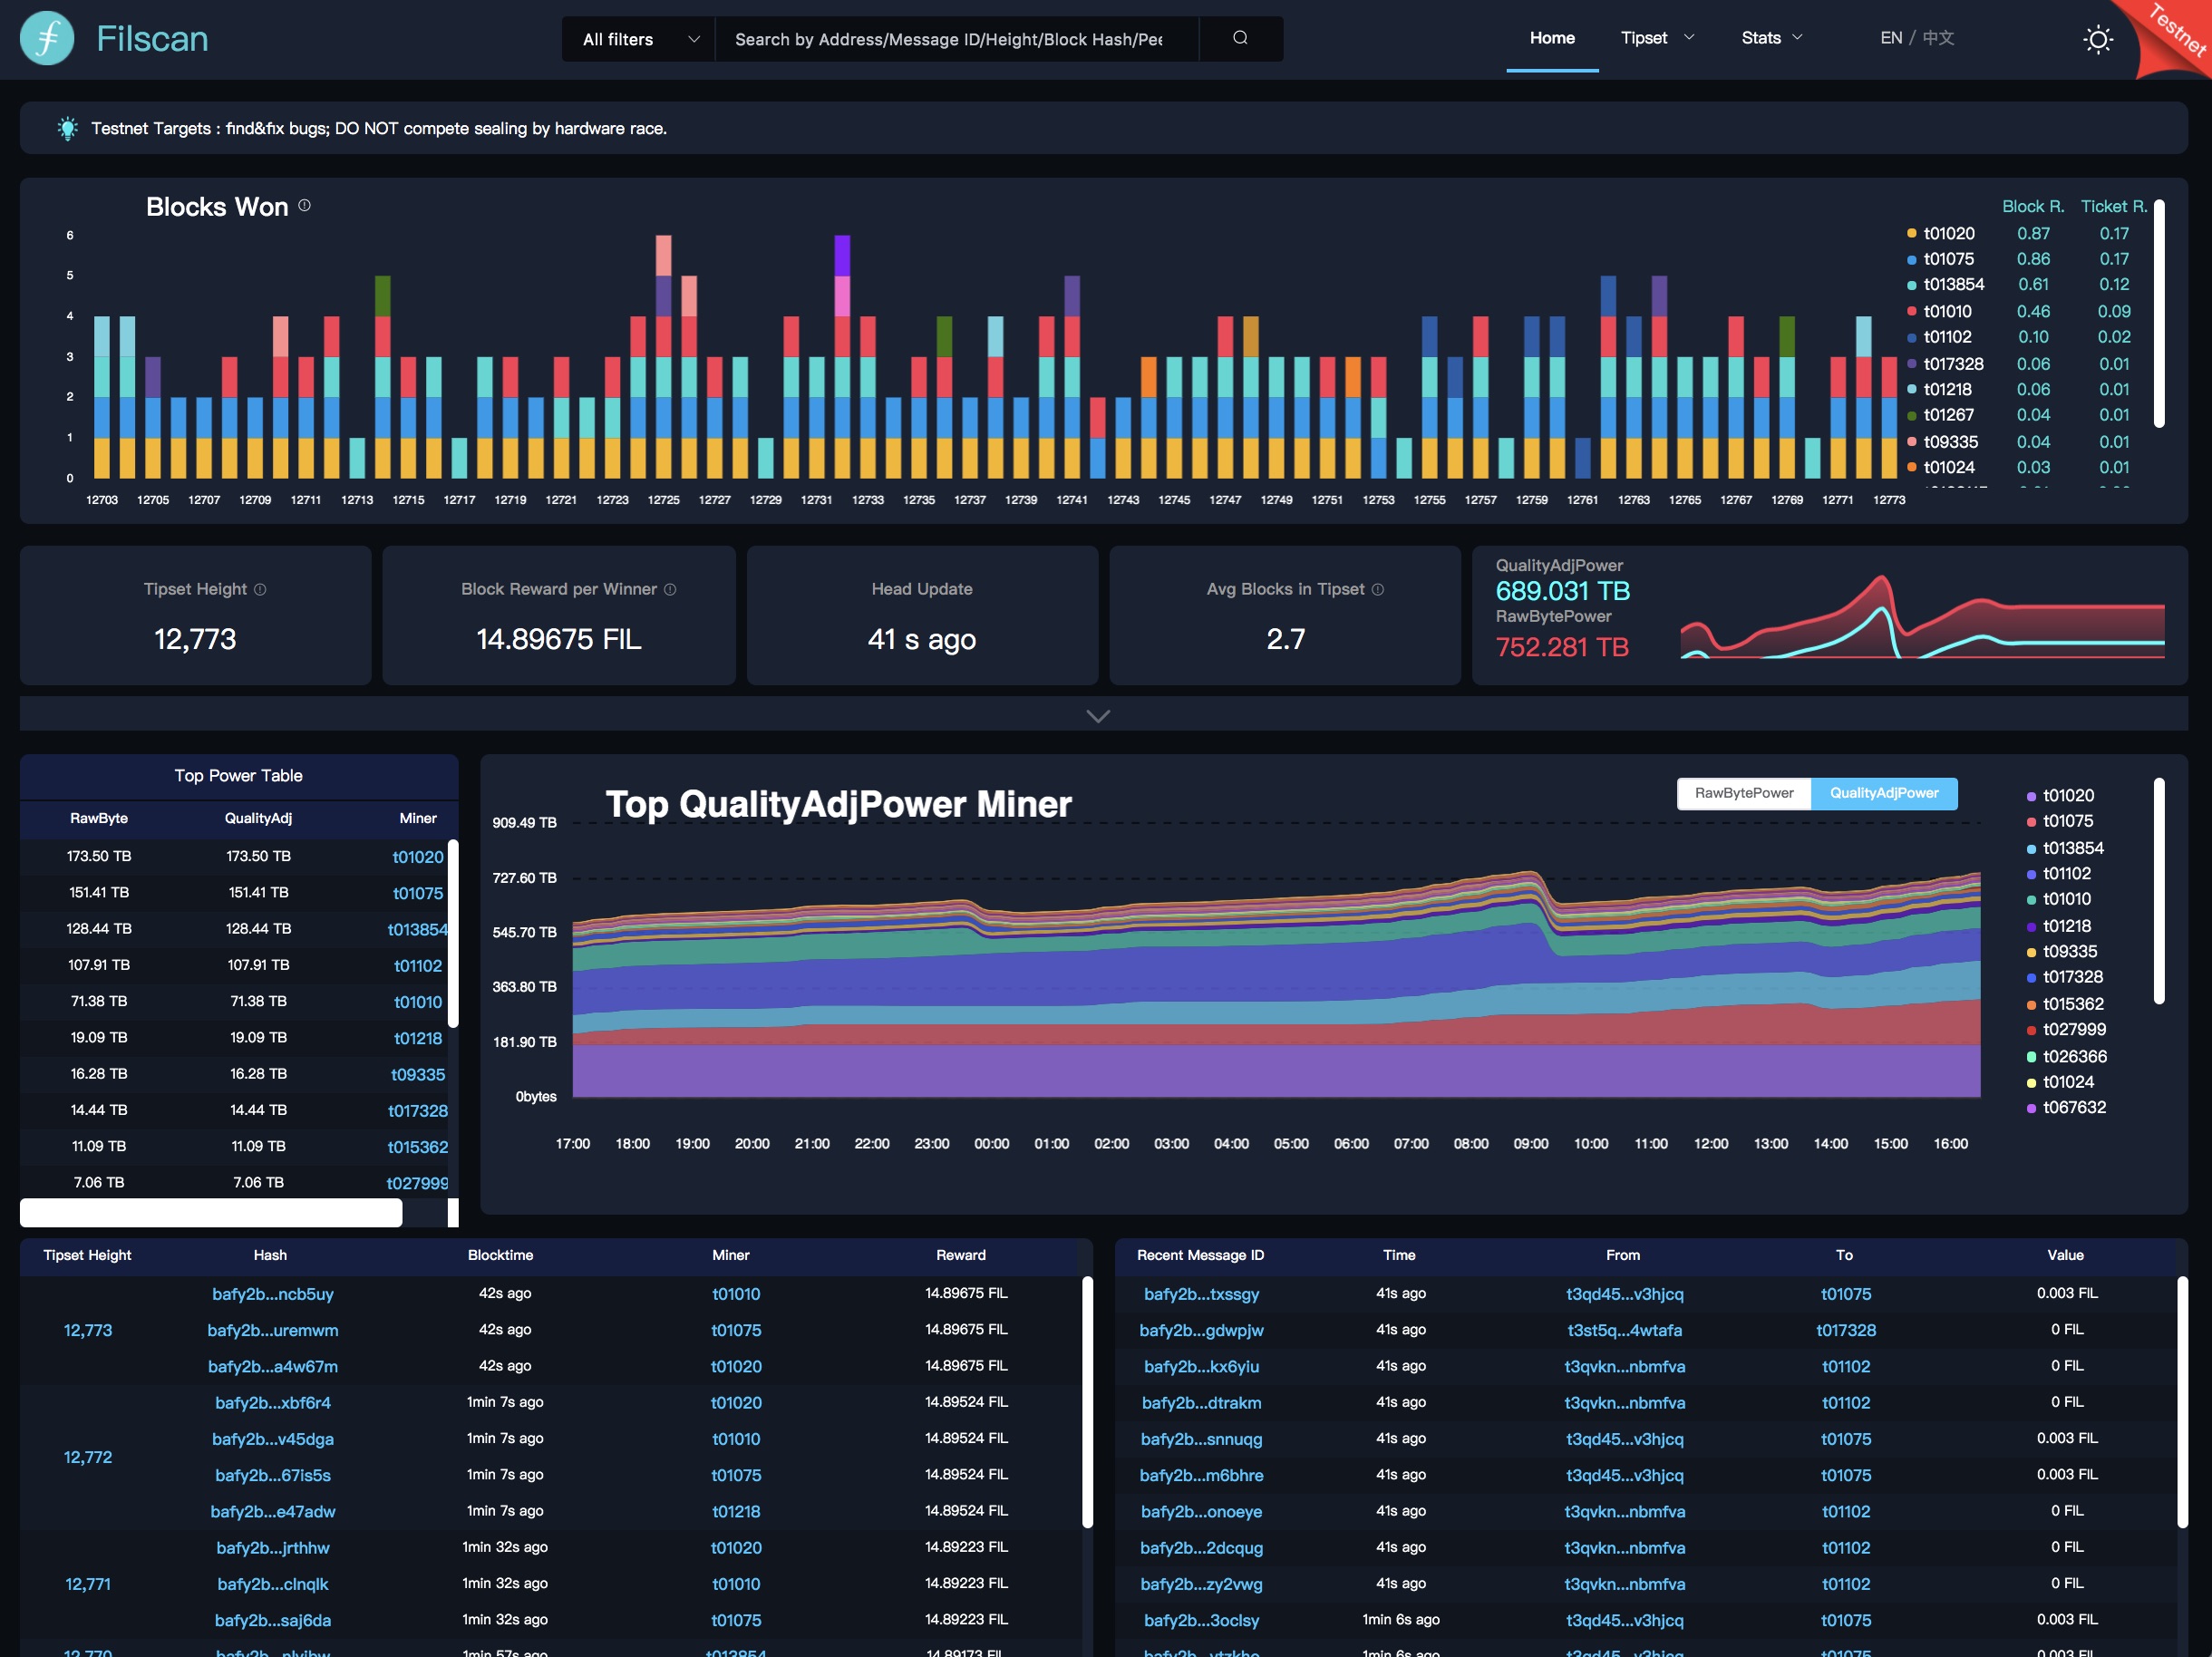 Filscan
All filters
Search by Address/Message ID/Height/Block Hash/Pee
Home Tipset Stats EN / 中文
Testnet
Testnet Targets : find&fix bugs; DO NOT compete sealing by hardware race.
Blocks Won
6
5
4
3
2
1
0
12703 12705 12707 12709 12711 12713 12715 12717 12719 12721 12723 12725 12727 12729 12731 12733 12735 12737 12739 12741 12743 12745 12747 12749 12751 12753 12755 12757 12759 12761 12763 12765 12767 12769 12771 12773
Block R. Ticket R.
t01020 0.87 0.17
t01075 0.86 0.17
t013854 0.61 0.12
t01010 0.46 0.09
t01102 0.10 0.02
t017328 0.06 0.01
t01218 0.06 0.01
t01267 0.04 0.01
t09335 0.04 0.01
t01024 0.03 0.01
Tipset Height
12,773
Block Reward per Winner
14.89675 FIL
Head Update
41 s ago
Avg Blocks in Tipset
2.7
QualityAdjPower
689.031 TB
RawBytePower
752.281 TB
Top Power Table
RawByte QualityAdj Miner
173.50 TB 173.50 TB t01020
151.41 TB 151.41 TB t01075
128.44 TB 128.44 TB t013854
107.91 TB 107.91 TB t01102
71.38 TB 71.38 TB t01010
19.09 TB 19.09 TB t01218
16.28 TB 16.28 TB t09335
14.44 TB 14.44 TB t017328
11.09 TB 11.09 TB t015362
7.06 TB 7.06 TB t027999
Top QualityAdjPower Miner
RawBytePower QualityAdjPower
909.49 TB
727.60 TB
545.70 TB
363.80 TB
181.90 TB
0bytes
17:00 18:00 19:00 20:00 21:00 22:00 23:00 00:00 01:00 02:00 03:00 04:00 05:00 06:00 07:00 08:00 09:00 10:00 11:00 12:00 13:00 14:00 15:00 16:00
t01020
t01075
t013854
t01102
t01010
t01218
t09335
t017328
t015362
t027999
t026366
t01024
t067632
Tipset Height Hash Blocktime Miner Reward
12,773
bafy2b...ncb5uy 42s ago t01010 14.89675 FIL
bafy2b...uremwm 42s ago t01075 14.89675 FIL
bafy2b...a4w67m 42s ago t01020 14.89675 FIL
12,772
bafy2b...xbf6r4 1min 7s ago t01020 14.89524 FIL
bafy2b...v45dga 1min 7s ago t01010 14.89524 FIL
bafy2b...67is5s 1min 7s ago t01075 14.89524 FIL
bafy2b...e47adw 1min 7s ago t01218 14.89524 FIL
12,771
bafy2b...jrthhw 1min 32s ago t01020 14.89223 FIL
bafy2b...clnqlk 1min 32s ago t01010 14.89223 FIL
bafy2b...saj6da 1min 32s ago t01075 14.89223 FIL
12,770 1min 57s ago t013854 14.89173 FIL
Recent Message ID Time From To Value
bafy2b...txssgy 41s ago t3qd45...v3hjcq t01075 0.003 FIL
bafy2b...gdwpjw 41s ago t3st5q...4wtafa t017328 0 FIL
bafy2b...kx6yiu 41s ago t3qvkn...nbmfva t01102 0 FIL
bafy2b...dtrakm 41s ago t3qvkn...nbmfva t01102 0 FIL
bafy2b...snnuqg 41s ago t3qd45...v3hjcq t01075 0.003 FIL
bafy2b...m6bhre 41s ago t3qd45...v3hjcq t01075 0.003 FIL
bafy2b...onoeye 41s ago t3qvkn...nbmfva t01102 0 FIL
bafy2b...2dcqug 41s ago t3qvkn...nbmfva t01102 0 FIL
bafy2b...zy2vwg 41s ago t3qvkn...nbmfva t01102 0 FIL
bafy2b...3oclsy 1min 6s ago t3qd45...v3hjcq t01075 0.003 FIL
1min 6s ago t3qd45...v3hjcq t01075 0.003 FIL